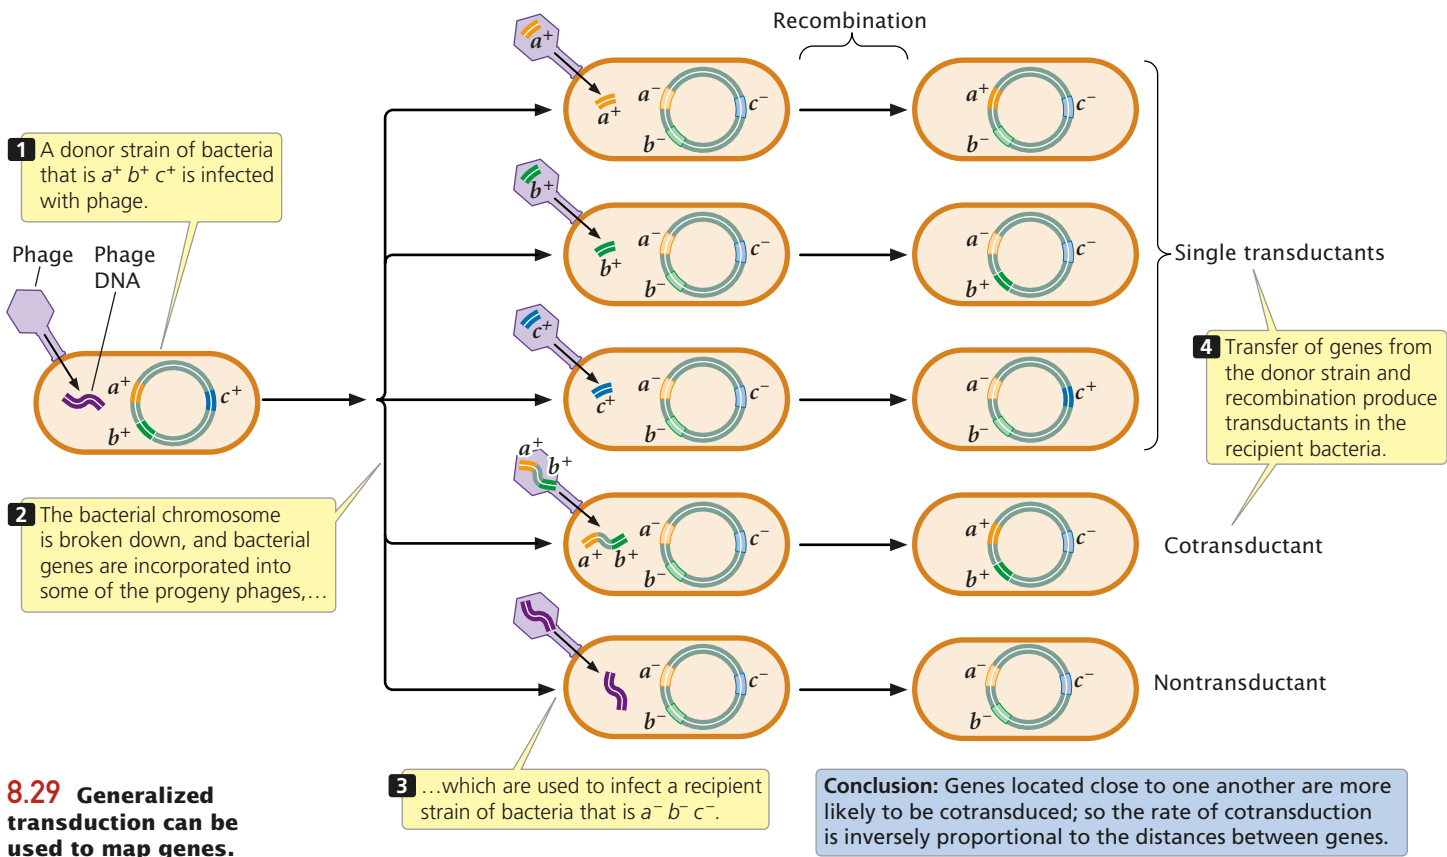 Recombination
a⁺
a⁺
a⁻
b⁻
c⁻
a⁺
b⁻
c⁻
1 A donor strain of bacteria
that is a⁺ b⁺ c⁺ is infected
with phage.
b⁺
b⁺
a⁻
b⁻
c⁻
a⁻
b⁺
c⁻
Single transductants
Phage
Phage
DNA
a⁺
b⁺
c⁺
c⁺
c⁺
a⁻
b⁻
c⁻
a⁻
b⁻
c⁺
4 Transfer of genes from
the donor strain and
recombination produce
transductants in the
recipient bacteria.
2 The bacterial chromosome
is broken down, and bacterial
genes are incorporated into
some of the progeny phages,…
a⁺
b⁺
a⁺ b⁺
a⁻
b⁻
c⁻
a⁺
b⁺
c⁻
Cotransductant
a⁻
b⁻
c⁻
a⁻
b⁻
c⁻
Nontransductant
3 …which are used to infect a recipient
strain of bacteria that is a⁻ b⁻ c⁻.
8.29 Generalized
transduction can be
used to map genes.
Conclusion: Genes located close to one another are more
likely to be cotransduced; so the rate of cotransduction
is inversely proportional to the distances between genes.